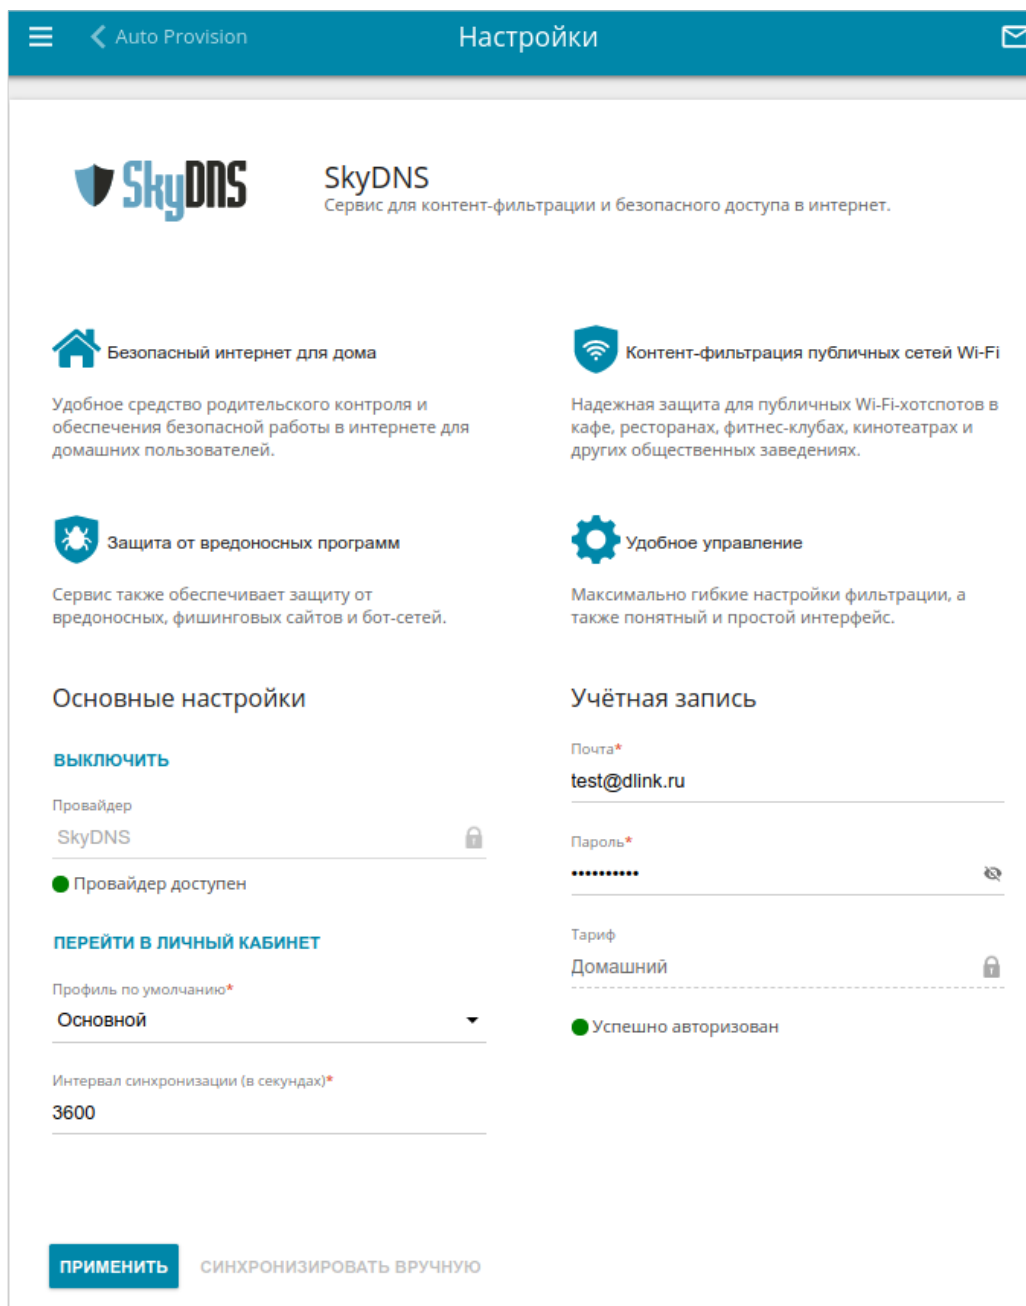 Auto Provision
Настройки
SkyDNS
SkyDNS
Сервис для контент-фильтрации и безопасного доступа в интернет.
Безопасный интернет для дома
Удобное средство родительского контроля и
обеспечения безопасной работы в интернете для
домашних пользователей.
Контент-фильтрация публичных сетей Wi-Fi
Надежная защита для публичных Wi-Fi-хотспотов в
кафе, ресторанах, фитнес-клубах, кинотеатрах и
других общественных заведениях.
Защита от вредоносных программ
Сервис также обеспечивает защиту от
вредоносных, фишинговых сайтов и бот-сетей.
Удобное управление
Максимально гибкие настройки фильтрации, а
также понятный и простой интерфейс.
Основные настройки
ВЫКЛЮЧИТЬ
Провайдер
SkyDNS
Провайдер доступен
ПЕРЕЙТИ В ЛИЧНЫЙ КАБИНЕТ
Профиль по умолчанию*
Основной
Интервал синхронизации (в секундах)*
3600
Учётная запись
Почта*
test@dlink.ru
Пароль*
••••••••••
Тариф
Домашний
Успешно авторизован
ПРИМЕНИТЬ
СИНХРОНИЗИРОВАТЬ ВРУЧНУЮ